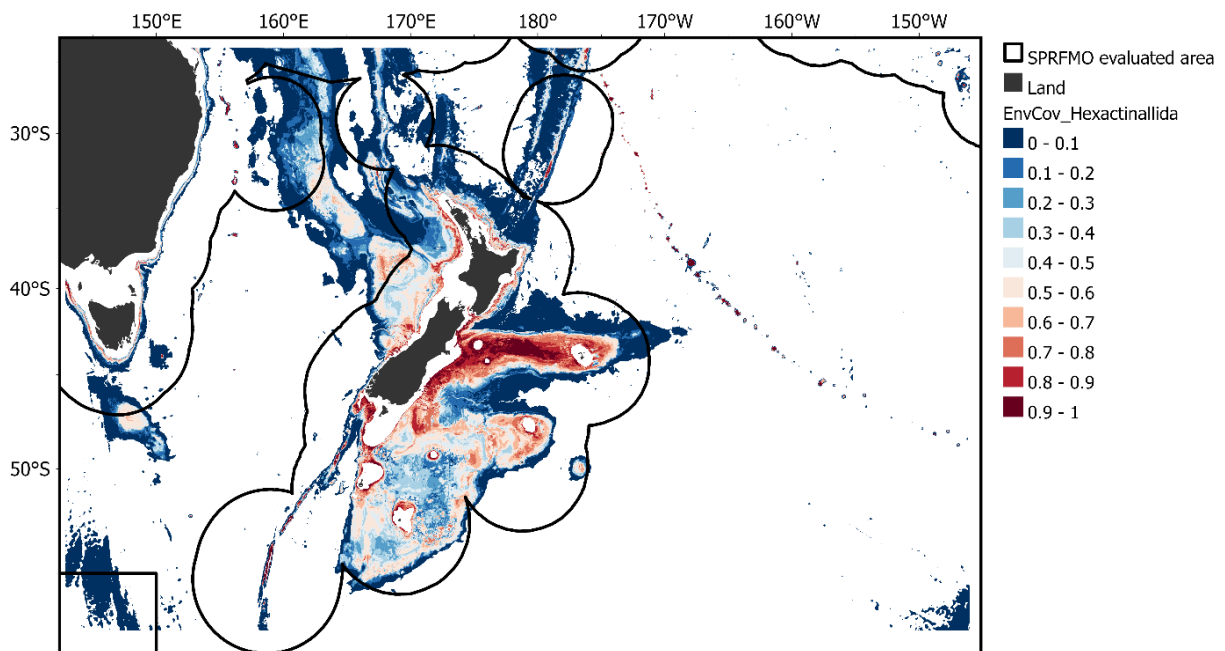 150°E 160°E 170°E 180° 170°W 160°W 150°W
30°S
40°S
50°S
SPRFMO evaluated area
Land
EnvCov_Hexactinallida
0 - 0.1
0.1 - 0.2
0.2 - 0.3
0.3 - 0.4
0.4 - 0.5
0.5 - 0.6
0.6 - 0.7
0.7 - 0.8
0.8 - 0.9
0.9 - 1